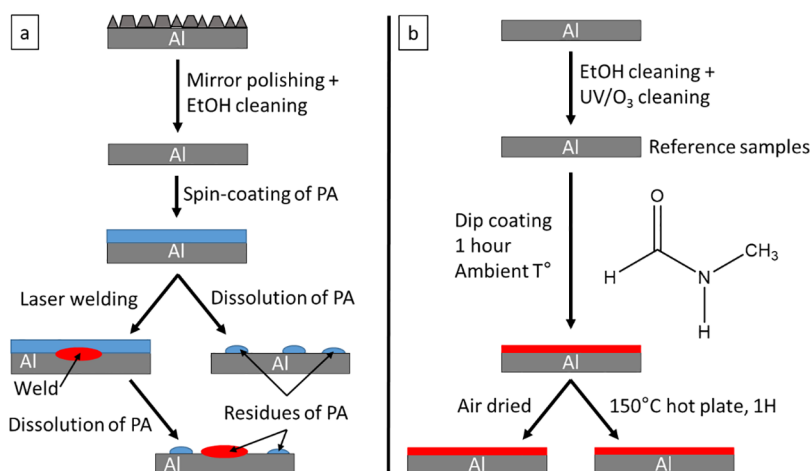 a
Al
Mirror polishing +
EtOH cleaning
Al
Spin-coating of PA
Al
Laser welding
Dissolution of PA
Al
Weld
Al
Residues of PA
Dissolution of PA
Al
b
Al
EtOH cleaning +
UV/O₃ cleaning
Al
Reference samples
Dip coating
1 hour
Ambient T°
O
H
N
CH₃
H
Al
Air dried
150°C hot plate, 1H
Al
Al